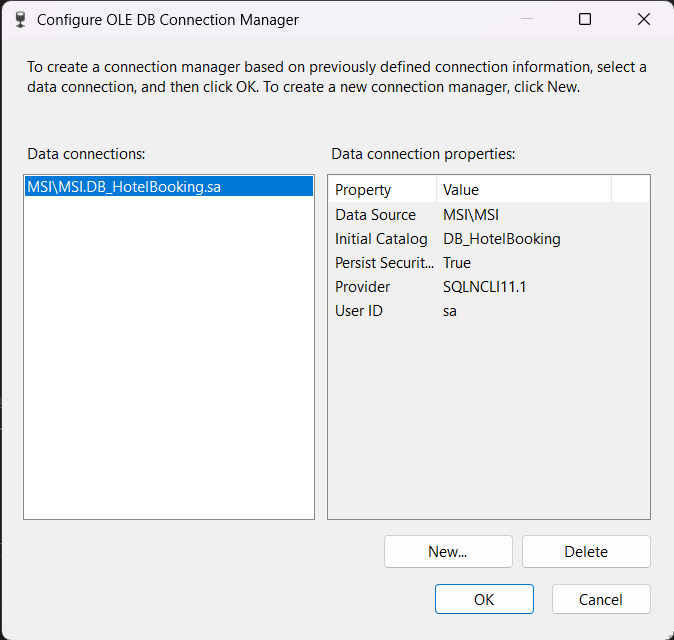 Configure OLE DB Connection Manager
To create a connection manager based on previously defined connection information, select a
data connection, and then click OK. To create a new connection manager, click New.
Data connections:
MSI\MSI.DB_HotelBooking.sa
Data connection properties:
Property Value
Data Source MSI\MSI
Initial Catalog DB_HotelBooking
Persist Securit... True
Provider SQLNCLI11.1
User ID sa
New... Delete
OK Cancel